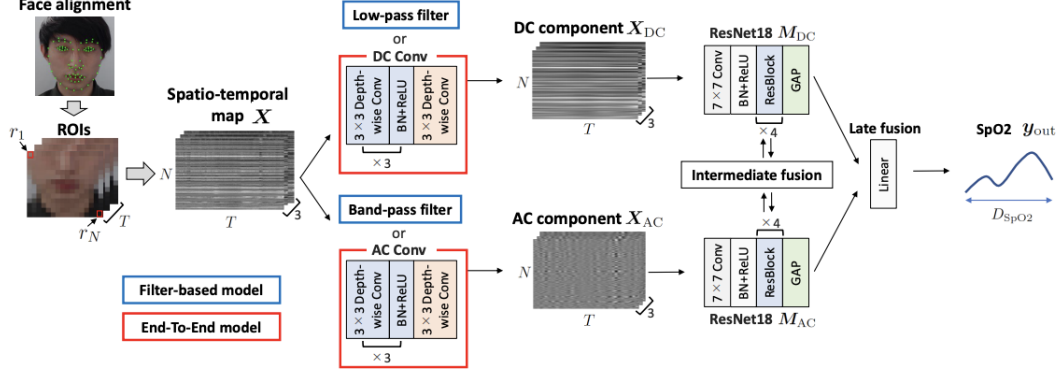 Face alignment
ROIs
r1
rN
T
Spatio-temporal
map X
N
T
3
Low-pass filter
or
DC Conv
3 × 3 Depth-
wise Conv
BN+ReLU
3 × 3 Depth-
wise Conv
×3
Band-pass filter
or
AC Conv
3 × 3 Depth-
wise Conv
BN+ReLU
3 × 3 Depth-
wise Conv
×3
Filter-based model
End-To-End model
DC component XDC
N
T
3
AC component XAC
N
T
3
ResNet18 MDC
7×7 Conv
BN+ReLU
ResBlock
GAP
×4
Intermediate fusion
×4
7×7 Conv
BN+ReLU
ResBlock
GAP
ResNet18 MAC
Late fusion
Linear
SpO2 yout
DSpO2